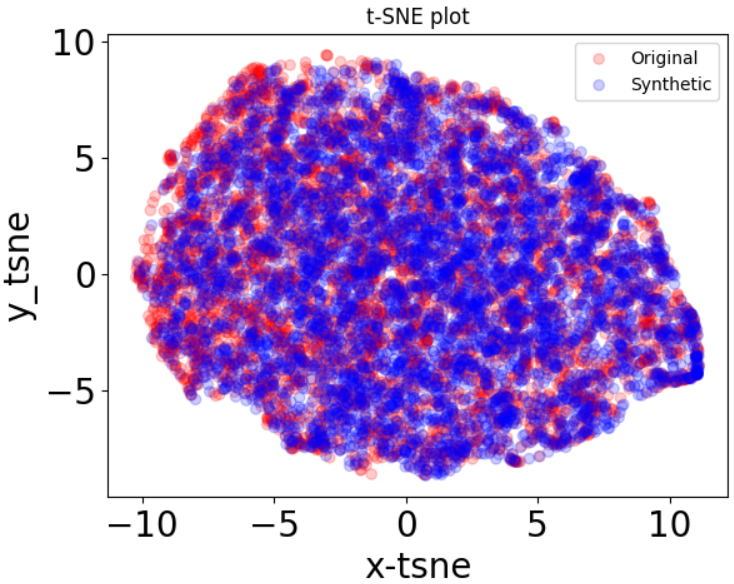 t-SNE plot
10
5
0
−5
y_tsne
Original
Synthetic
−10
−5
0
5
10
x-tsne